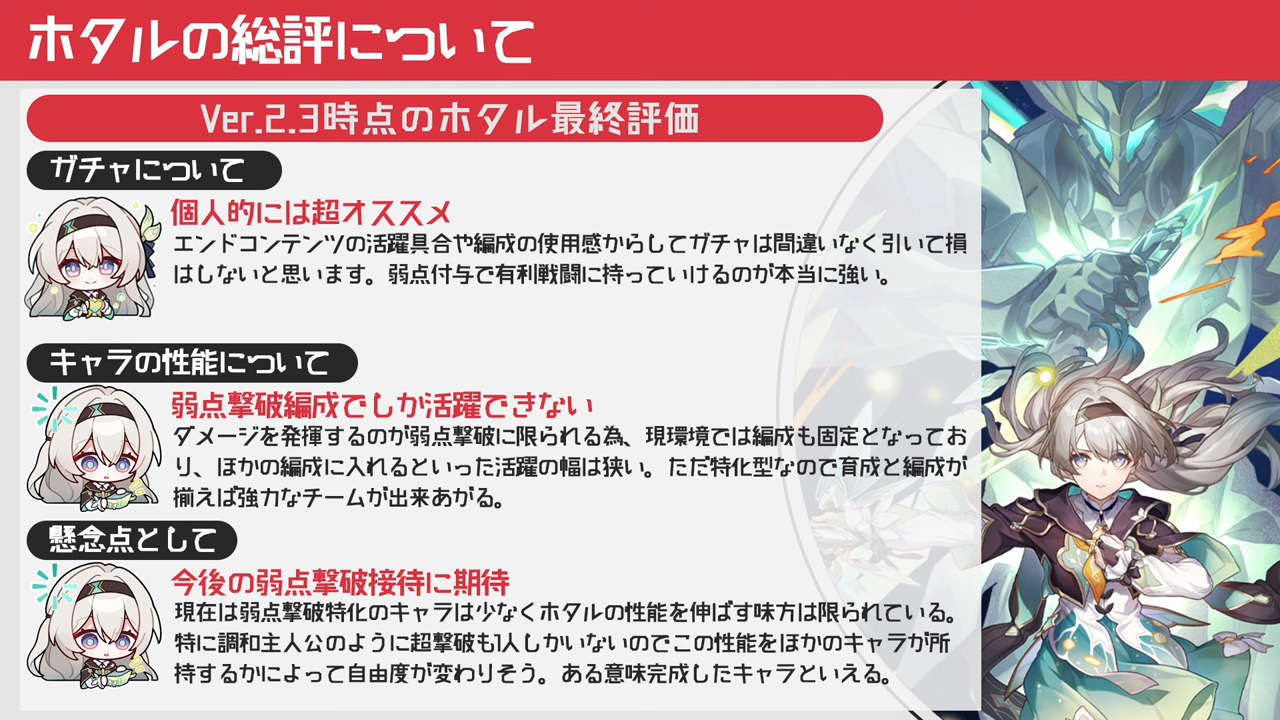 ホタルの総評について
Ver.2.3時点のホタル最終評価
ガチャについて
個人的には超オススメ
エンドコンテンツの活躍具合や編成の使用感からしてガチャは間違いなく引いて損
はしないと思います。弱点付与で有利戦闘に持っていけるのが本当に強い。
キャラの性能について
弱点撃破編成でしか活躍できない
ダメージを発揮するのが弱点撃破に限られる為、現環境では編成も固定となってお
り、ほかの編成に入れるといった活躍の幅は狭い。ただ特化型なので育成と編成が
揃えば強力なチームが出来あがる。
懸念点として
今後の弱点撃破接待に期待
現在は弱点撃破特化のキャラは少なくホタルの性能を伸ばす味方は限られている。
特に調和主人公のように超撃破も1人しかいないのでこの性能をほかのキャラが所
持するかによって自由度が変わりそう。ある意味完成したキャラといえる。